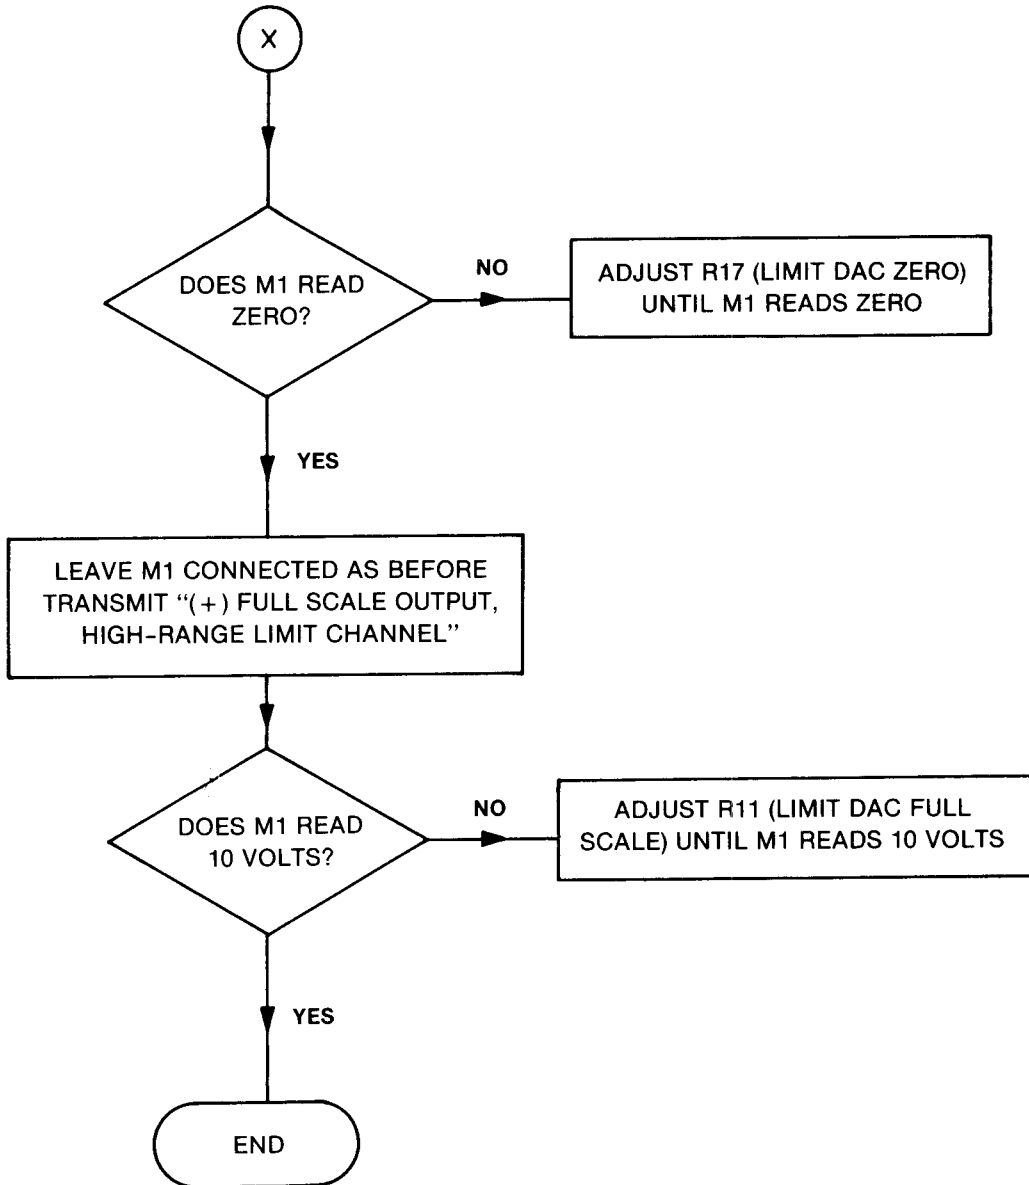 X
DOES M1 READ
ZERO?
NO
ADJUST R17 (LIMIT DAC ZERO)
UNTIL M1 READS ZERO
YES
LEAVE M1 CONNECTED AS BEFORE
TRANSMIT “(+) FULL SCALE OUTPUT,
HIGH-RANGE LIMIT CHANNEL”
DOES M1 READ
10 VOLTS?
NO
ADJUST R11 (LIMIT DAC FULL
SCALE) UNTIL M1 READS 10 VOLTS
YES
END